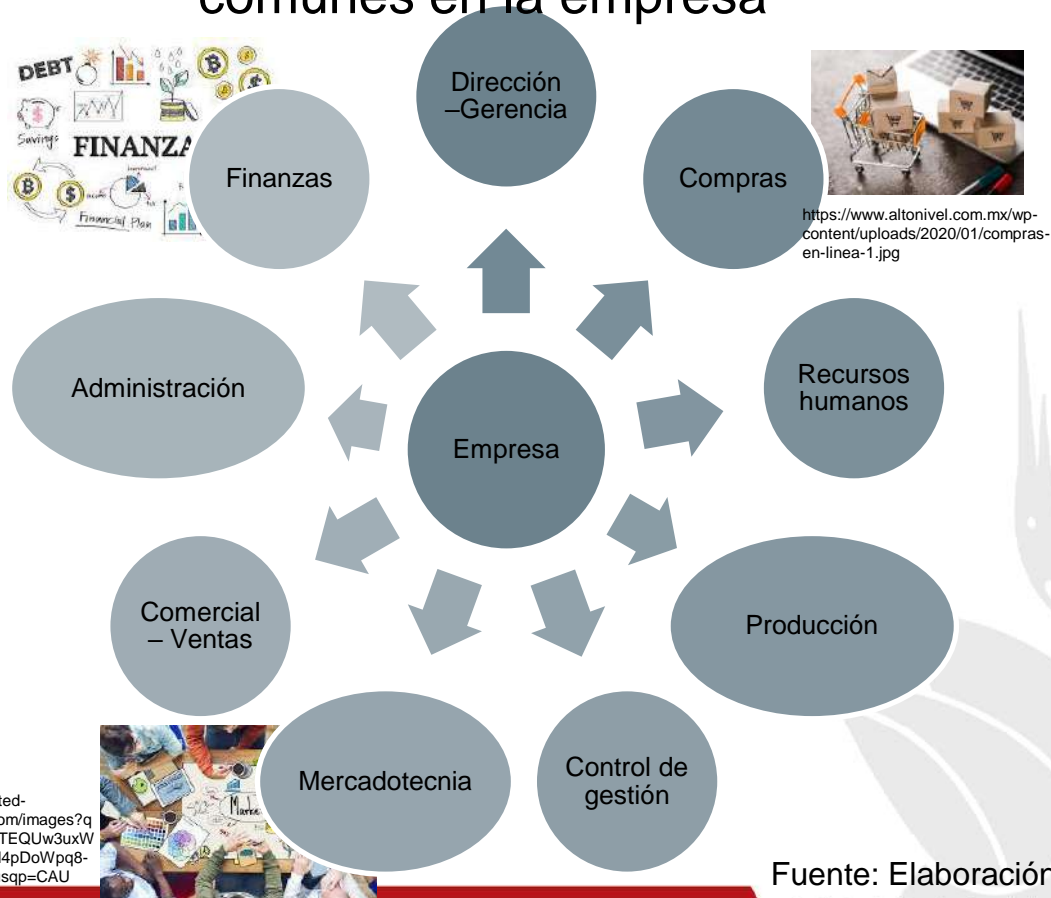 comunes en la empresa
DEBT
Savings
FINANZA
Financial Plan
Dirección
–Gerencia
Finanzas
Compras
https://www.altonivel.com.mx/wp-
content/uploads/2020/01/compras-
en-linea-1.jpg
Administración
Recursos
humanos
Empresa
Comercial
– Ventas
Producción
Mercadotecnia
Control de
gestión
Marke
ted-
om/images?q
TEQUw3uxW
l4pDoWpq8-
sqp=CAU
Fuente: Elaboración